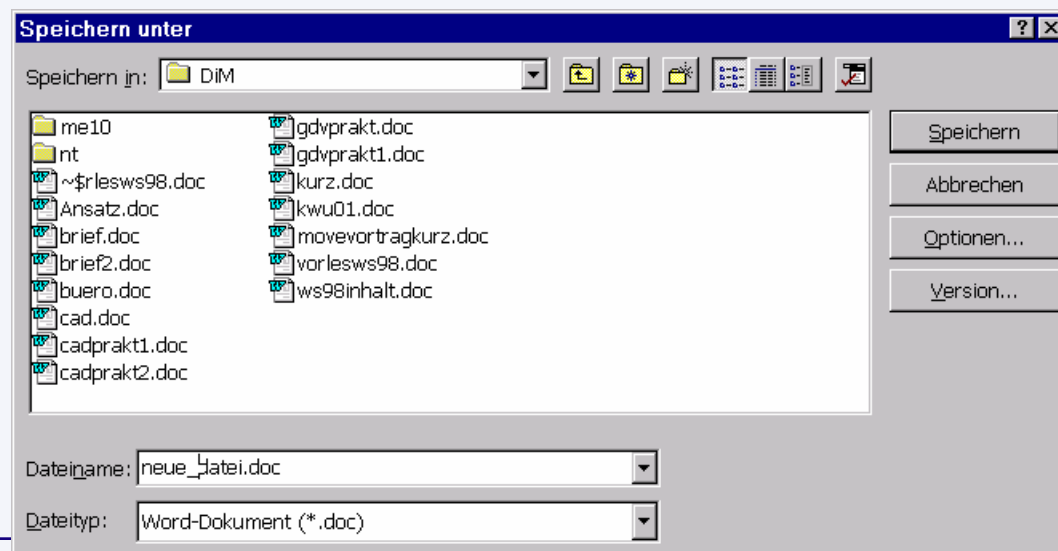 Speichern unter
Speichern in: DiM
me10
nt
~$rlesws98.doc
Ansatz.doc
brief.doc
brief2.doc
buero.doc
cad.doc
cadprakt1.doc
cadprakt2.doc
gdvprakt.doc
gdvprakt1.doc
kurz.doc
kwu01.doc
movevortragkurz.doc
vorlesws98.doc
ws98inhalt.doc
Speichern
Abbrechen
Optionen...
Version...
Dateiname: neue_datei.doc
Dateityp: Word-Dokument (*.doc)